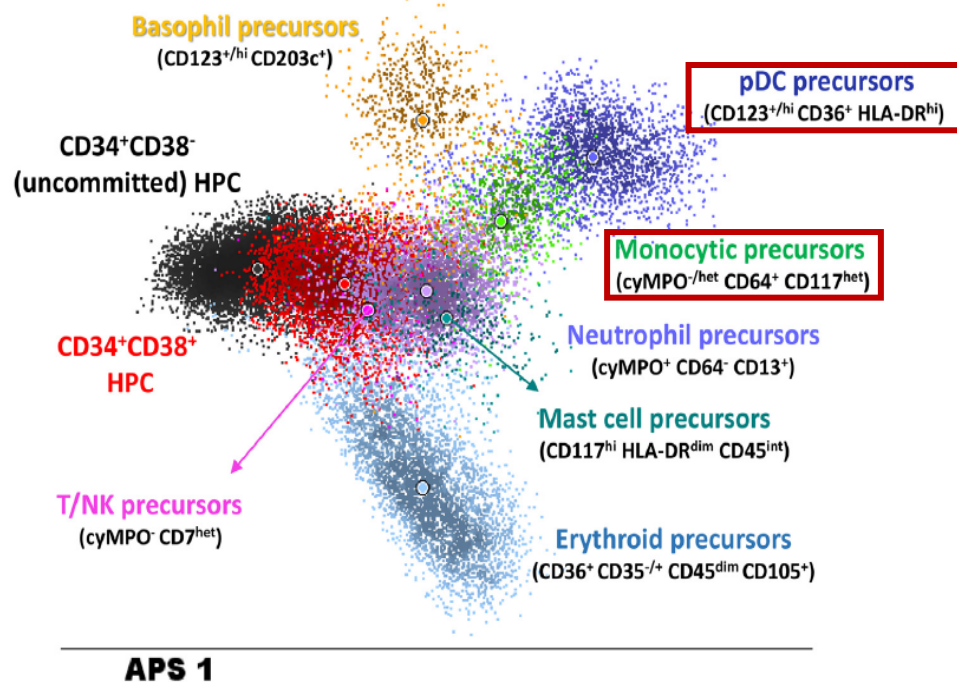 Basophil precursors
(CD123⁺/ʰⁱ CD203c⁺)
pDC precursors
(CD123⁺/ʰⁱ CD36⁺ HLA-DRʰⁱ)
CD34⁺CD38⁻
(uncommitted) HPC
Monocytic precursors
(cyMPO⁻/ʰᵉᵗ CD64⁺ CD117ʰᵉᵗ)
CD34⁺CD38⁺
HPC
Neutrophil precursors
(cyMPO⁺ CD64⁻ CD13⁺)
Mast cell precursors
(CD117ʰⁱ HLA-DRᵈⁱᵐ CD45ⁱⁿᵗ)
T/NK precursors
(cyMPO⁻ CD7ʰᵉᵗ)
Erythroid precursors
(CD36⁺ CD35⁻/⁺ CD45ᵈⁱᵐ CD105⁺)
APS 1